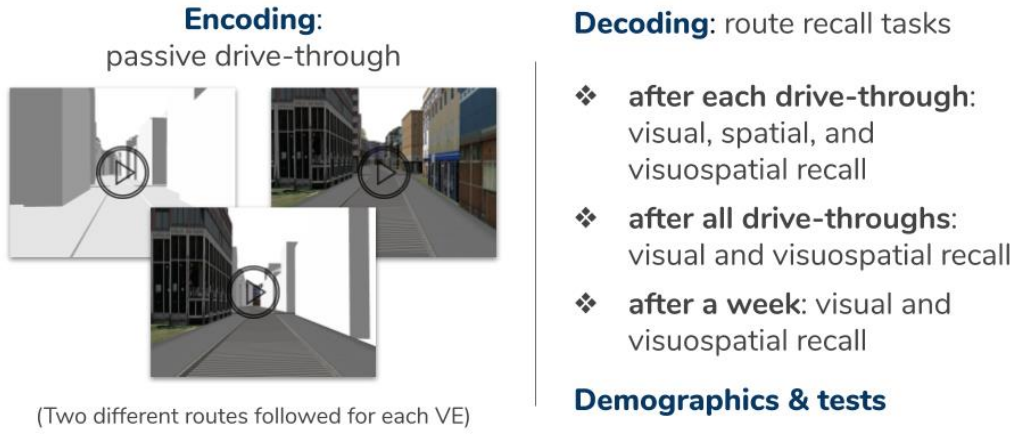 Encoding:
passive drive-through
(Two different routes followed for each VE)
Decoding: route recall tasks
❖ after each drive-through:
visual, spatial, and
visuospatial recall
❖ after all drive-throughs:
visual and visuospatial recall
❖ after a week: visual and
visuospatial recall
Demographics & tests